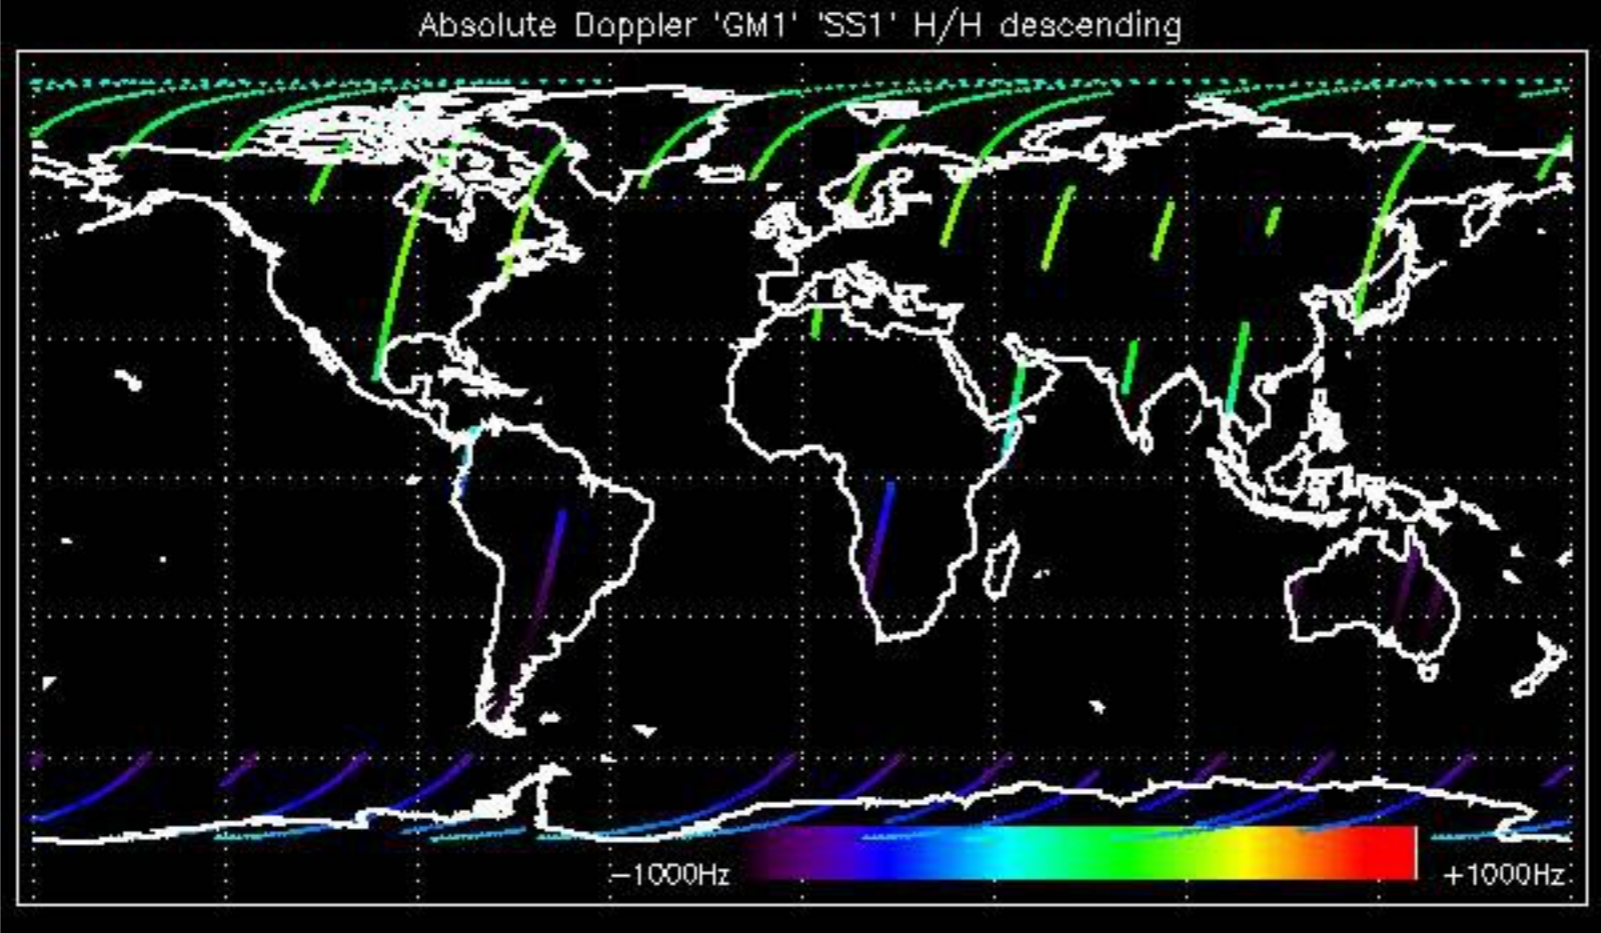 Absolute Doppler 'GM1' 'SS1' H/H descending
−1000Hz
+1000Hz